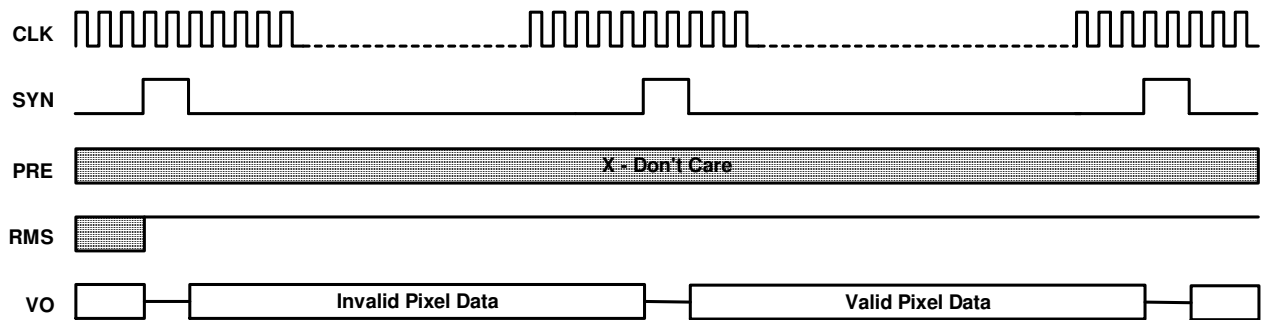 CLK
SYN
PRE X - Don't Care
RMS
VO Invalid Pixel Data Valid Pixel Data